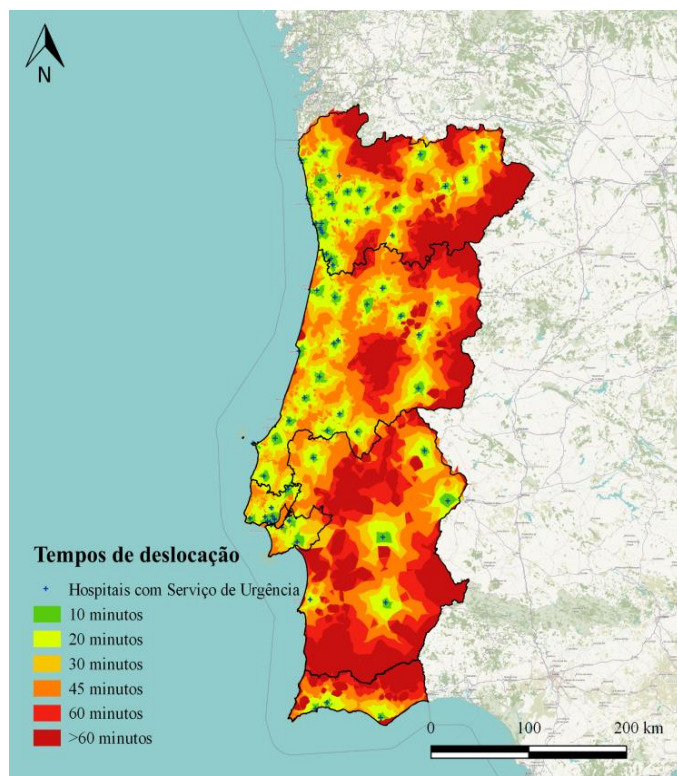 N
Tempos de deslocação
Hospitais com Serviço de Urgência
10 minutos
20 minutos
30 minutos
45 minutos
60 minutos
>60 minutos
0 100 200 km